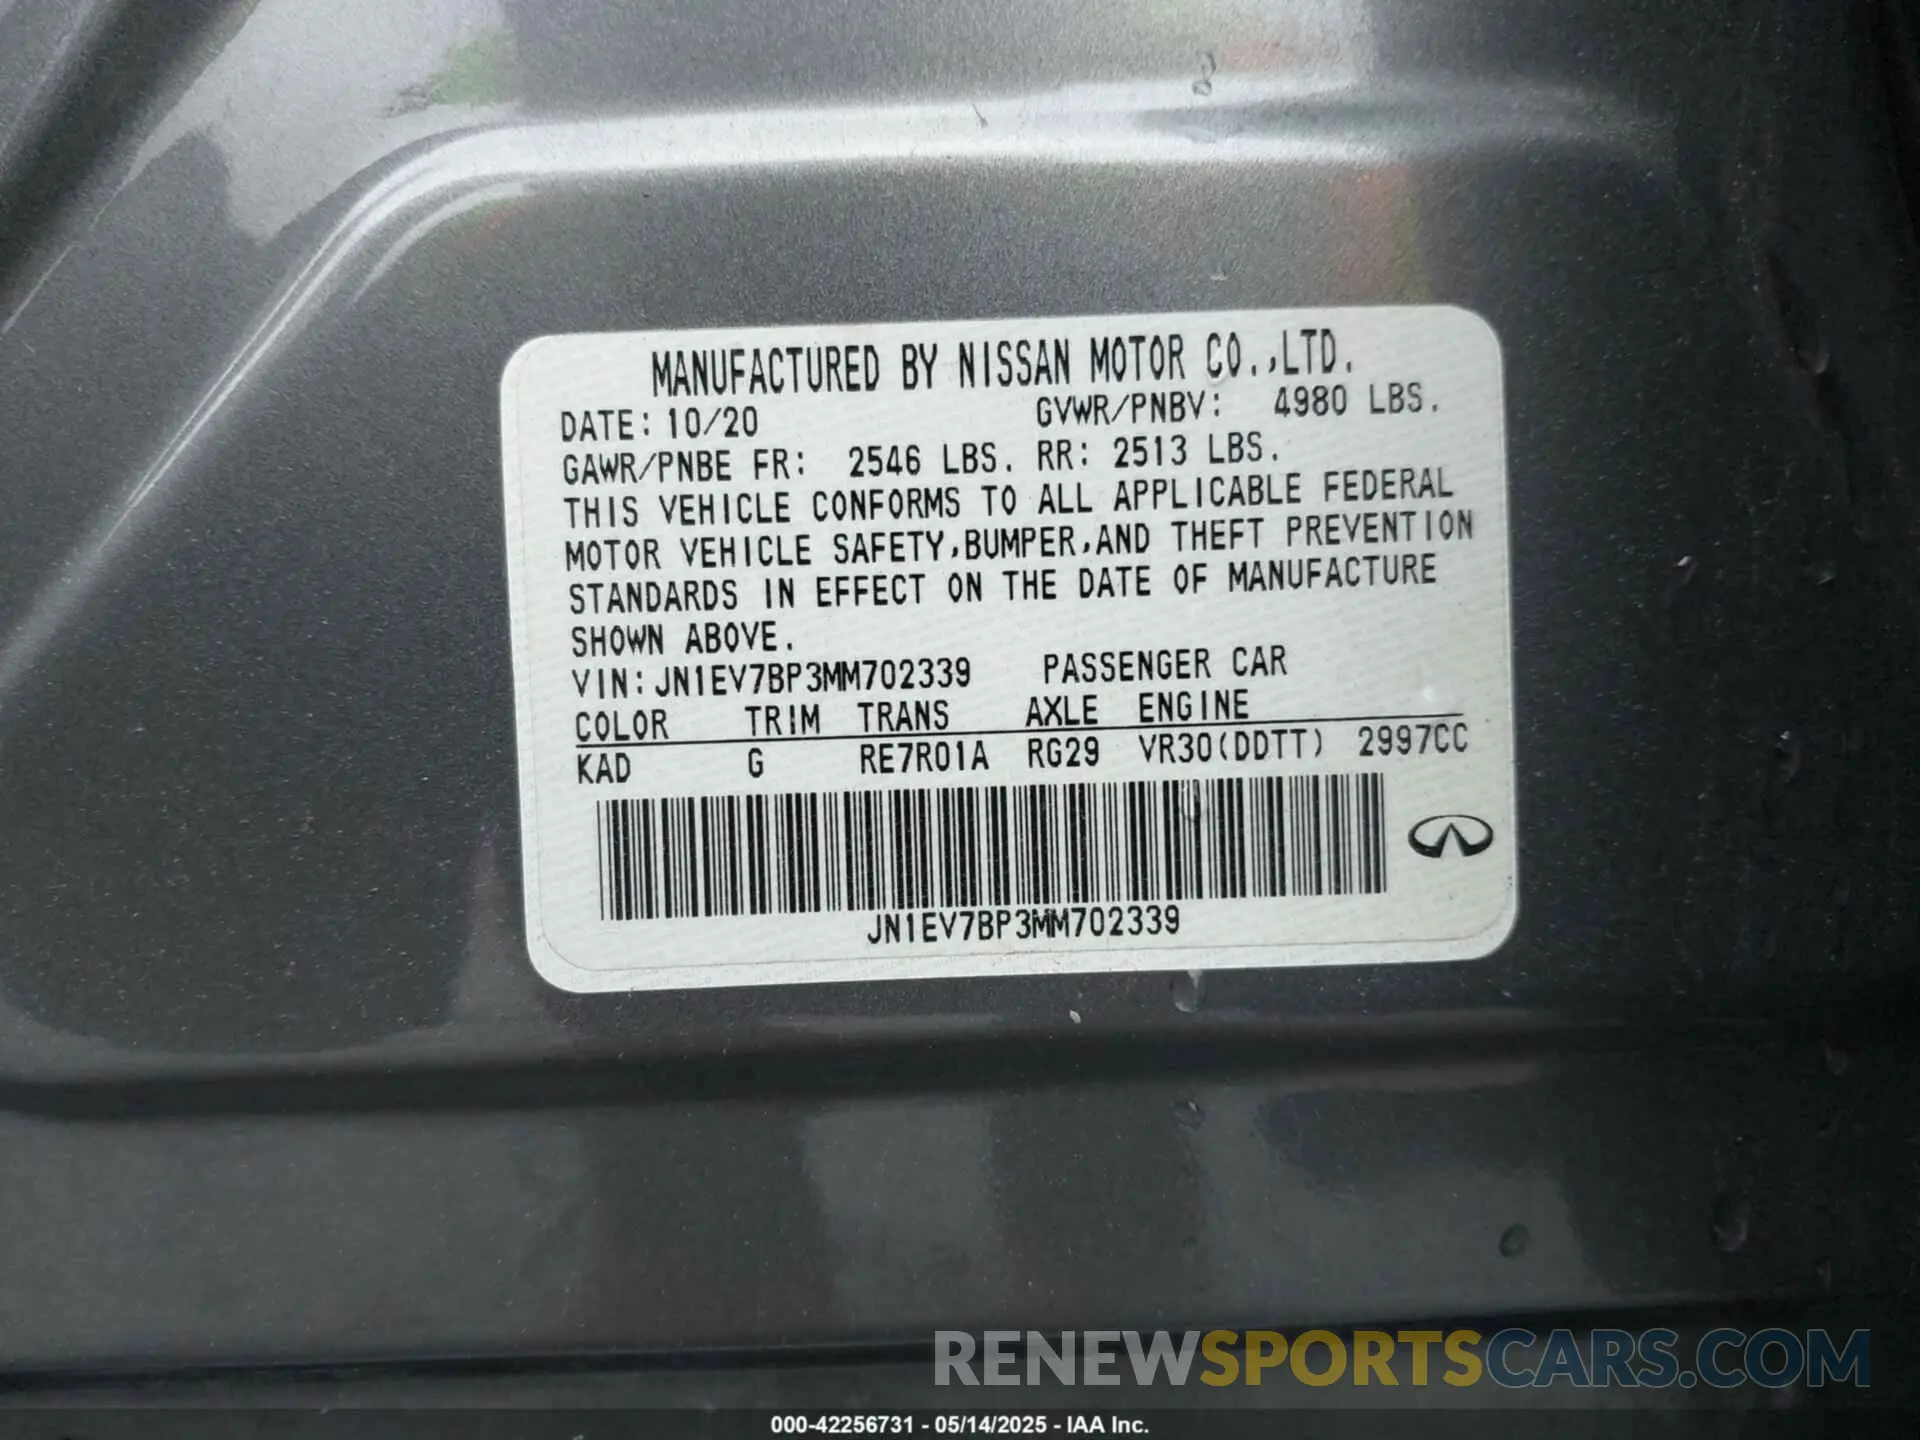 MANUFACTURED BY NISSAN MOTOR CO.,LTD.
DATE: 10/20 GVWR/PNBV: 4980 LBS.
GAWR/PNBE FR: 2546 LBS. RR: 2513 LBS.
THIS VEHICLE CONFORMS TO ALL APPLICABLE FEDERAL
MOTOR VEHICLE SAFETY,BUMPER,AND THEFT PREVENTION
STANDARDS IN EFFECT ON THE DATE OF MANUFACTURE
SHOWN ABOVE.
VIN:JN1EV7BP3MM702339 PASSENGER CAR
COLOR TRIM TRANS AXLE ENGINE
KAD G RE7R01A RG29 VR30(DDTT) 2997CC
JN1EV7BP3MM702339
RENEWSPORTSCARS.COM
000-42256731 - 05/14/2025 - IAA Inc.